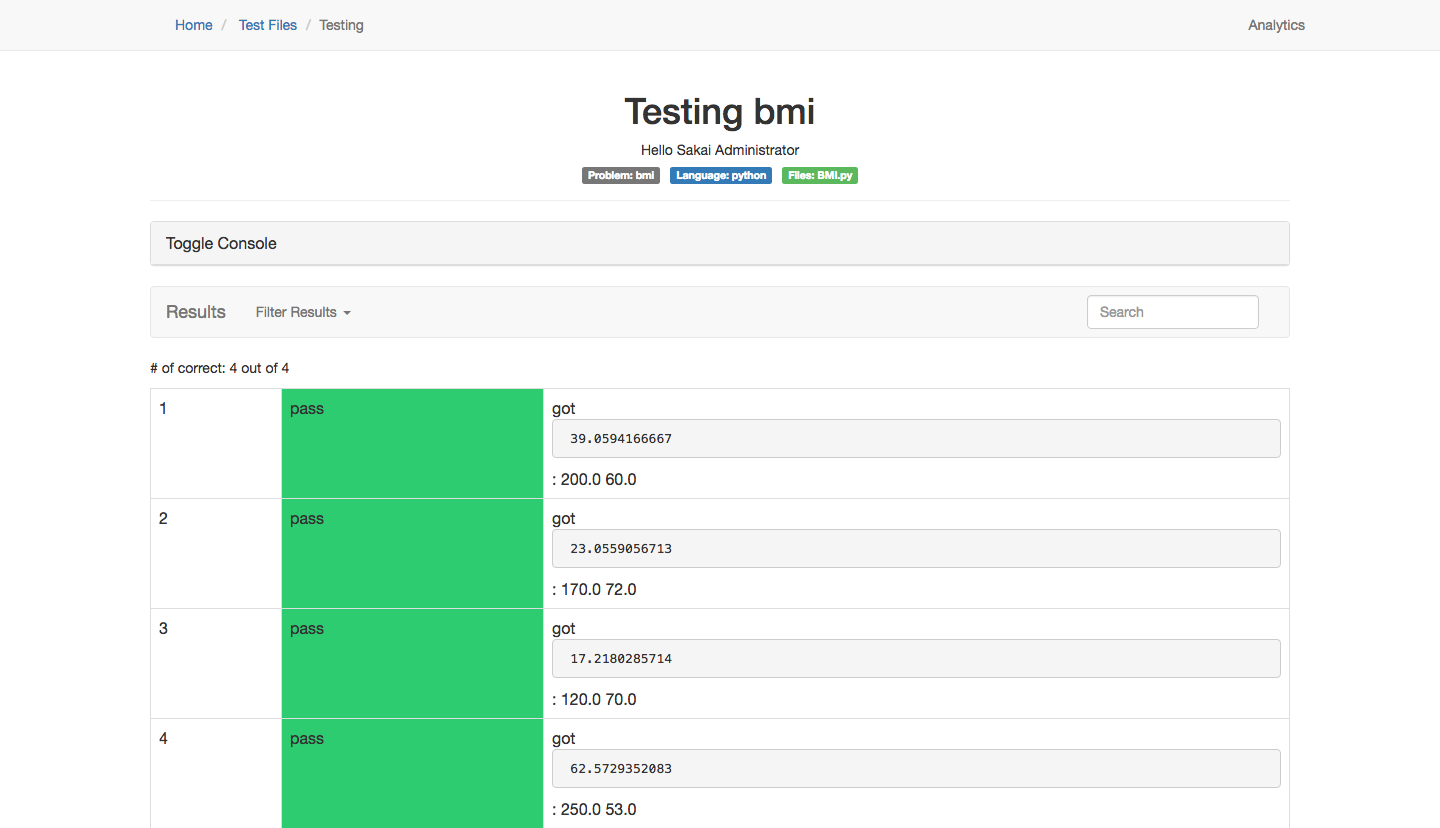 Home / Test Files / Testing Analytics
Testing bmi
Hello Sakai Administrator
Problem: bmi Language: python Files: BMI.py
Toggle Console
Results Filter Results Search
# of correct: 4 out of 4
1 pass got
39.0594166667
: 200.0 60.0
2 pass got
23.0559056713
: 170.0 72.0
3 pass got
17.2180285714
: 120.0 70.0
4 pass got
62.5729352083
: 250.0 53.0